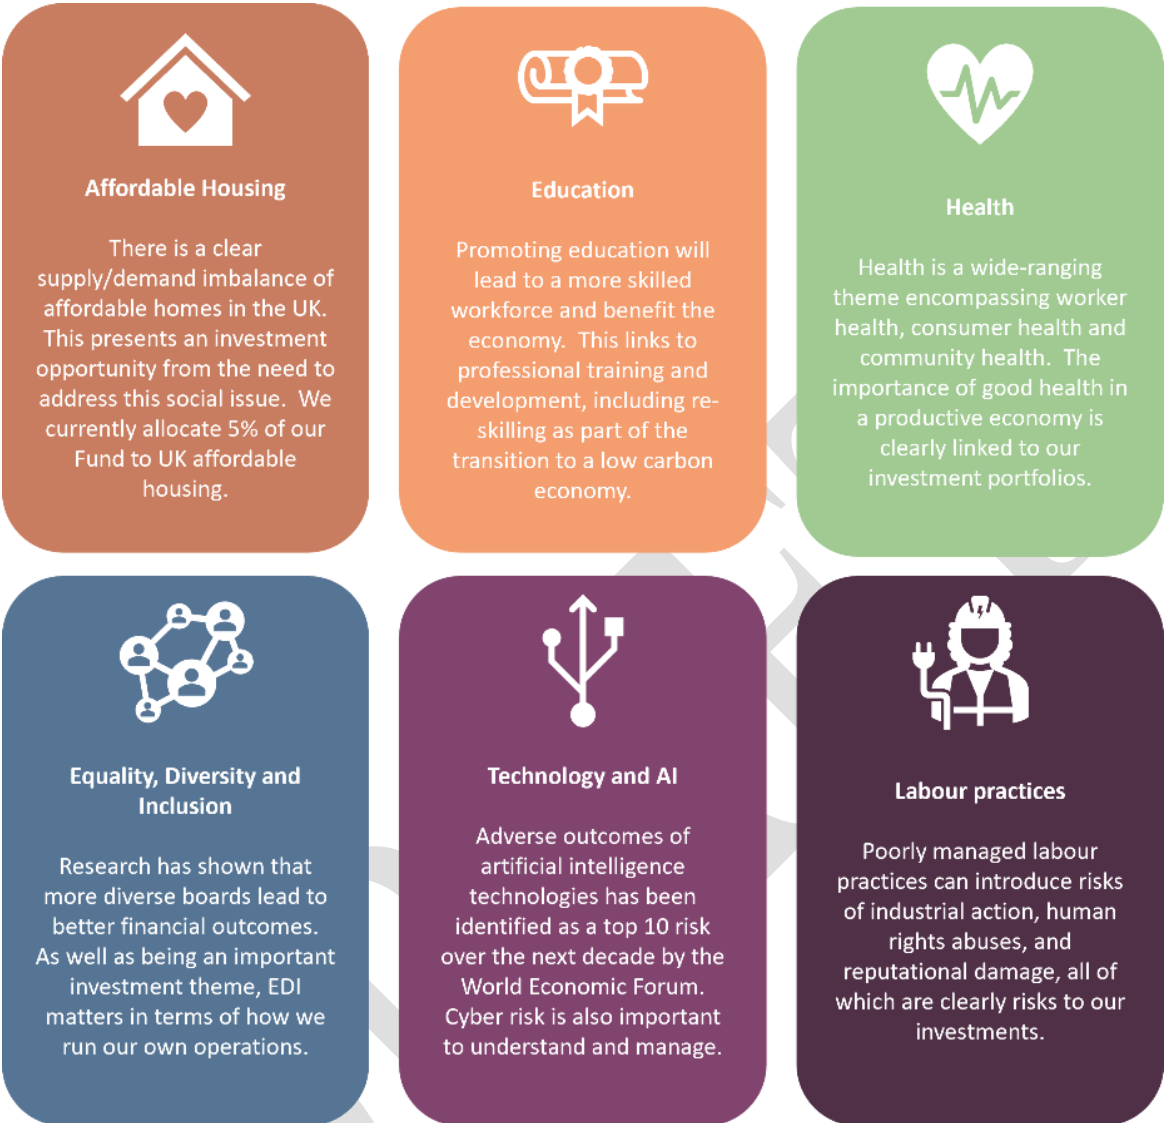 Affordable Housing
There is a clear
supply/demand imbalance of
affordable homes in the UK.
This presents an investment
opportunity from the need to
address this social issue.  We
currently allocate 5% of our
Fund to UK affordable
housing.
Education
Promoting education will
lead to a more skilled
workforce and benefit the
economy.  This links to
professional training and
development, including re-
skilling as part of the
transition to a low carbon
economy.
Health
Health is a wide-ranging
theme encompassing worker
health, consumer health and
community health.  The
importance of good health in
a productive economy is
clearly linked to our
investment portfolios.
Equality, Diversity and
Inclusion
Research has shown that
more diverse boards lead to
better financial outcomes.
As well as being an important
investment theme, EDI
matters in terms of how we
run our own operations.
Technology and AI
Adverse outcomes of
artificial intelligence
technologies has been
identified as a top 10 risk
over the next decade by the
World Economic Forum.
Cyber risk is also important
to understand and manage.
Labour practices
Poorly managed labour
practices can introduce risks
of industrial action, human
rights abuses, and
reputational damage, all of
which are clearly risks to our
investments.